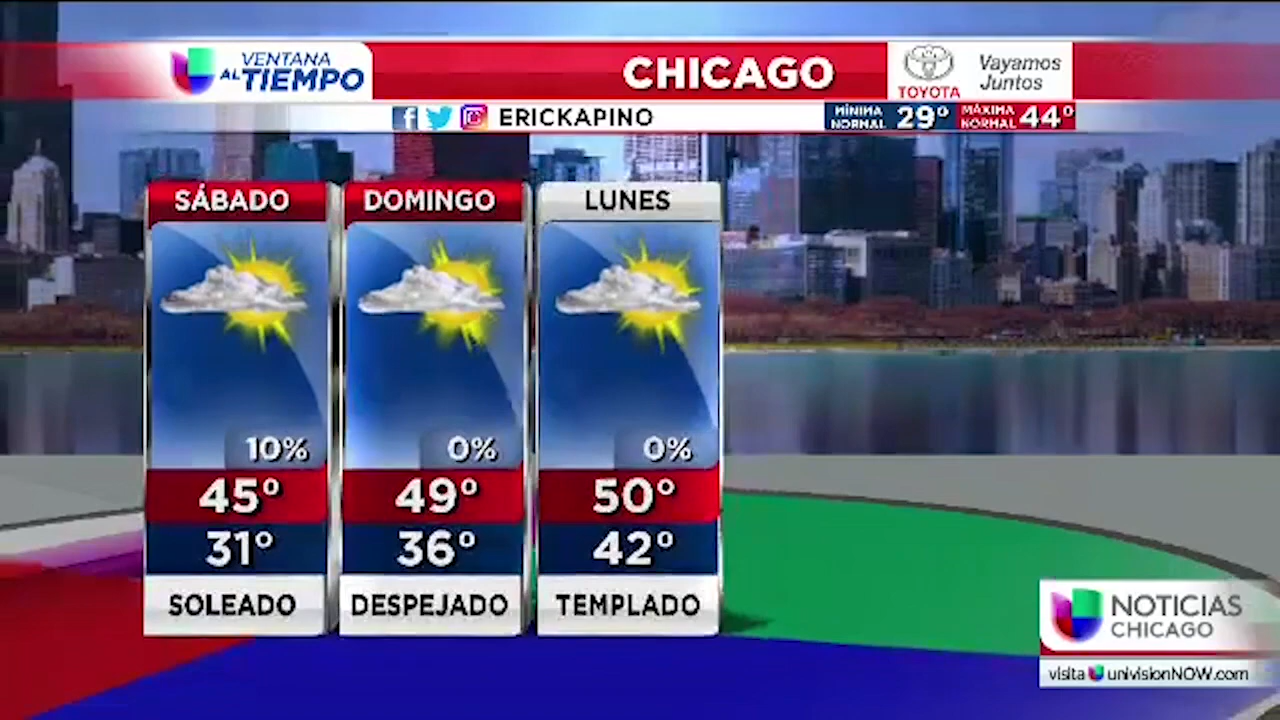 VENTANA
AL TIEMPO
CHICAGO
TOYOTA
Vayamos
Juntos
ERICKAPINO
MÍNIMA
NORMAL 29°
MÁXIMA
NORMAL 44°
SÁBADO
10%
45°
31°
SOLEADO
DOMINGO
0%
49°
36°
DESPEJADO
LUNES
0%
50°
42°
TEMPLADO
NOTICIAS
CHICAGO
visita univisionNOW.com